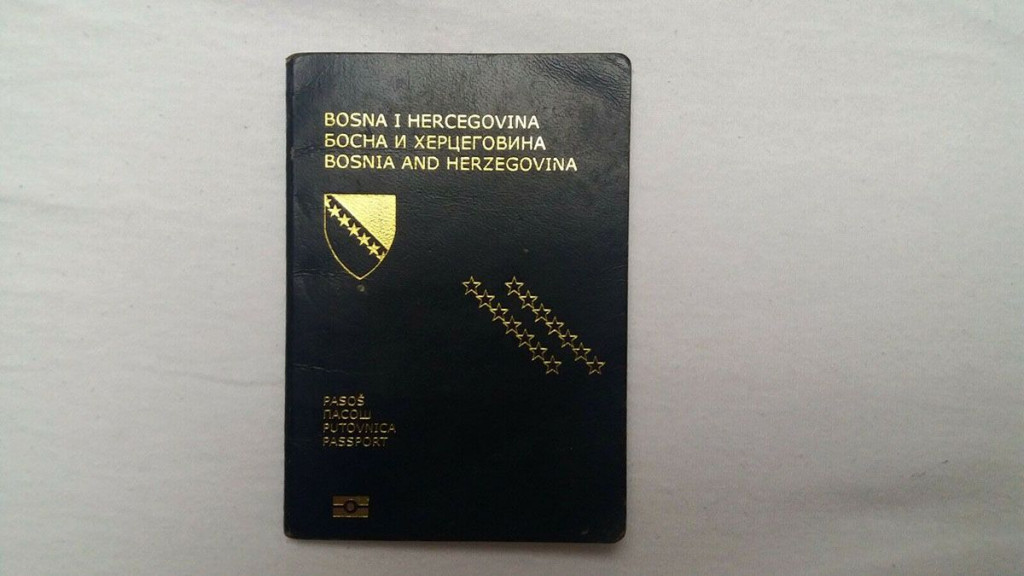 BOSNA I HERCEGOVINA
БОСНА И ХЕРЦЕГОВИНА
BOSNIA AND HERZEGOVINA
PASOŠ
ПАСОШ
PUTOVNICA
PASSPORT